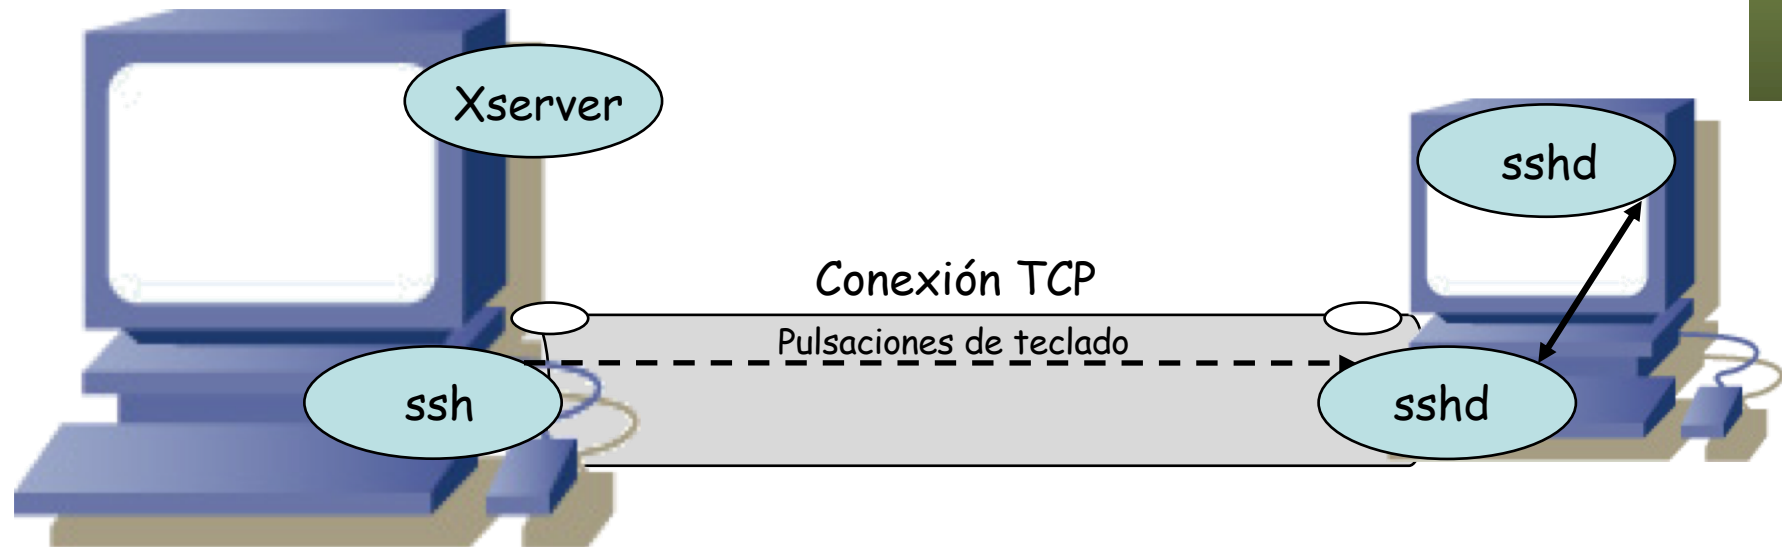 Xserver
sshd
Conexión TCP
Pulsaciones de teclado
ssh
sshd